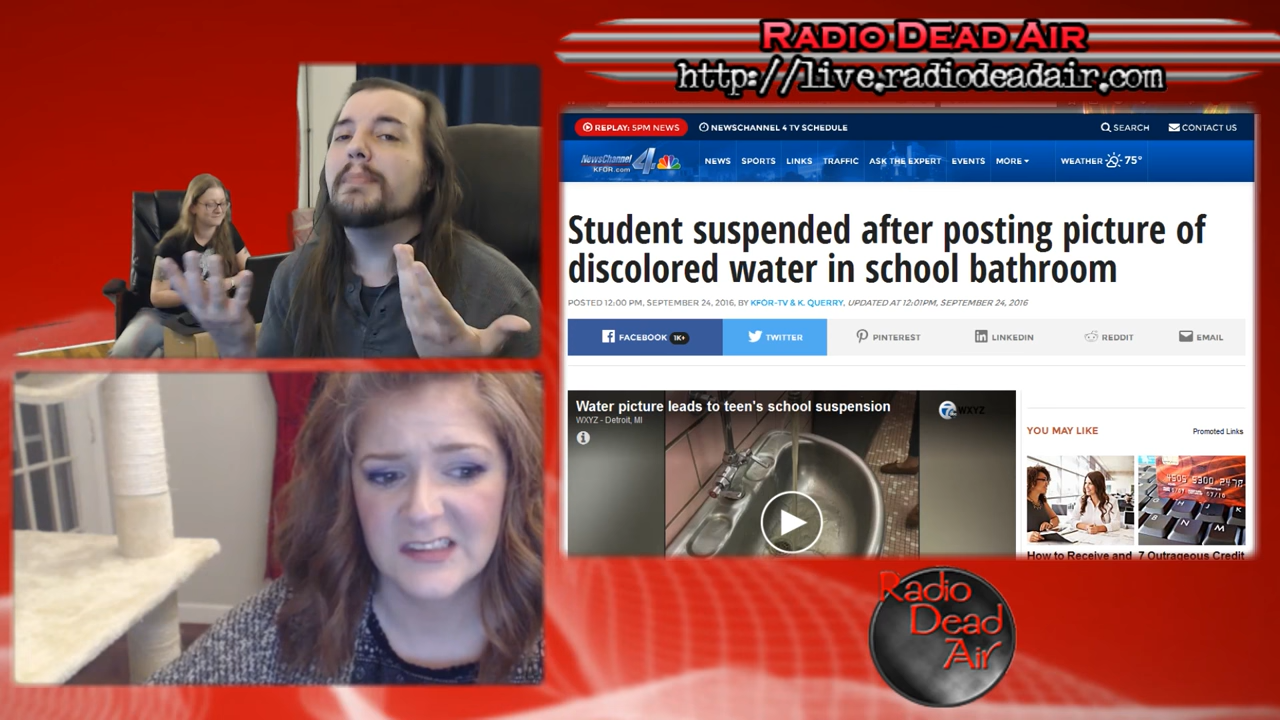 Radio Dead Air
http://live.radiodeadair.com
REPLAY: 5PM NEWS
NEWSCHANNEL 4 TV SCHEDULE
SEARCH
CONTACT US
NewsChannel 4
KFOR.com
NEWS SPORTS LINKS TRAFFIC ASK THE EXPERT EVENTS MORE
WEATHER 75°
Student suspended after posting picture of
discolored water in school bathroom
POSTED 12:00 PM, SEPTEMBER 24, 2016, BY KFOR-TV & K. QUERRY, UPDATED AT 12:01PM, SEPTEMBER 24, 2016
FACEBOOK 1K+
TWITTER
PINTEREST
LINKEDIN
REDDIT
EMAIL
Water picture leads to teen's school suspension
WXYZ - Detroit, MI
7 WXYZ
YOU MAY LIKE
Promoted Links
How to Receive and
7 Outrageous Credit
Radio
Dead
Air